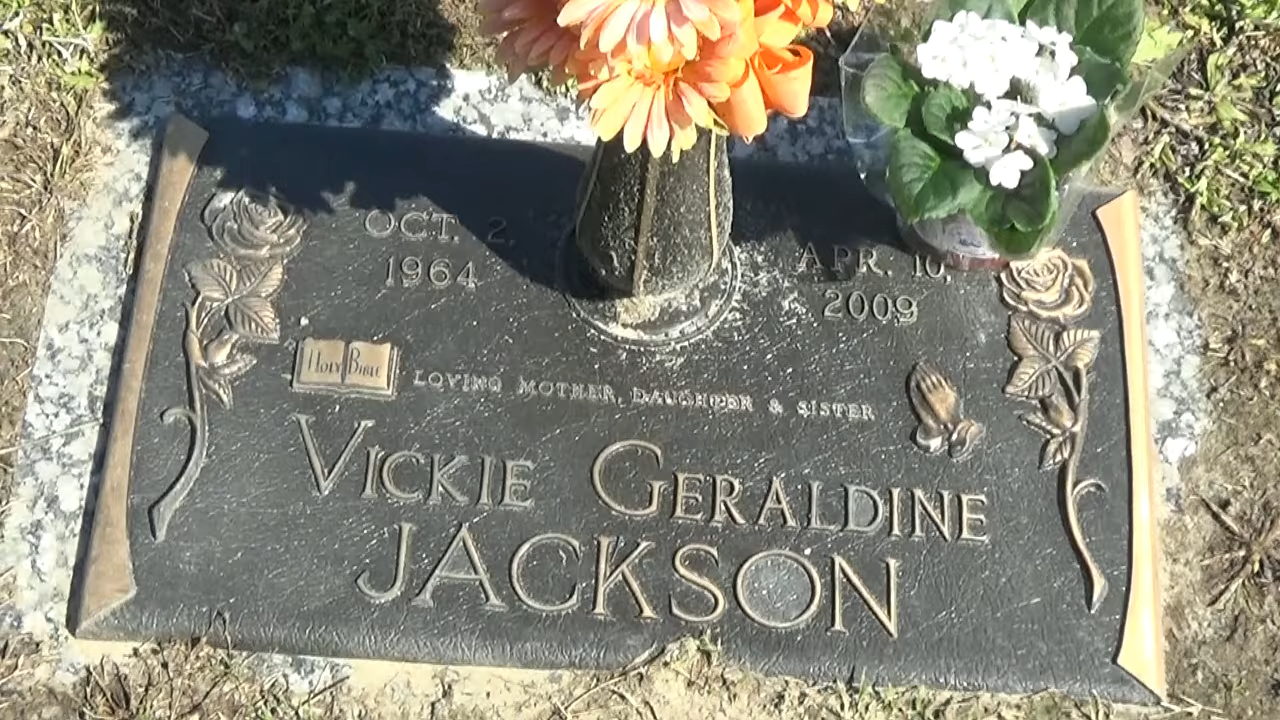 OCT. 2,
1964
APR. 10,
2009
HOLY BIBLE
LOVING MOTHER, DAUGHTER & SISTER
VICKIE GERALDINE
JACKSON